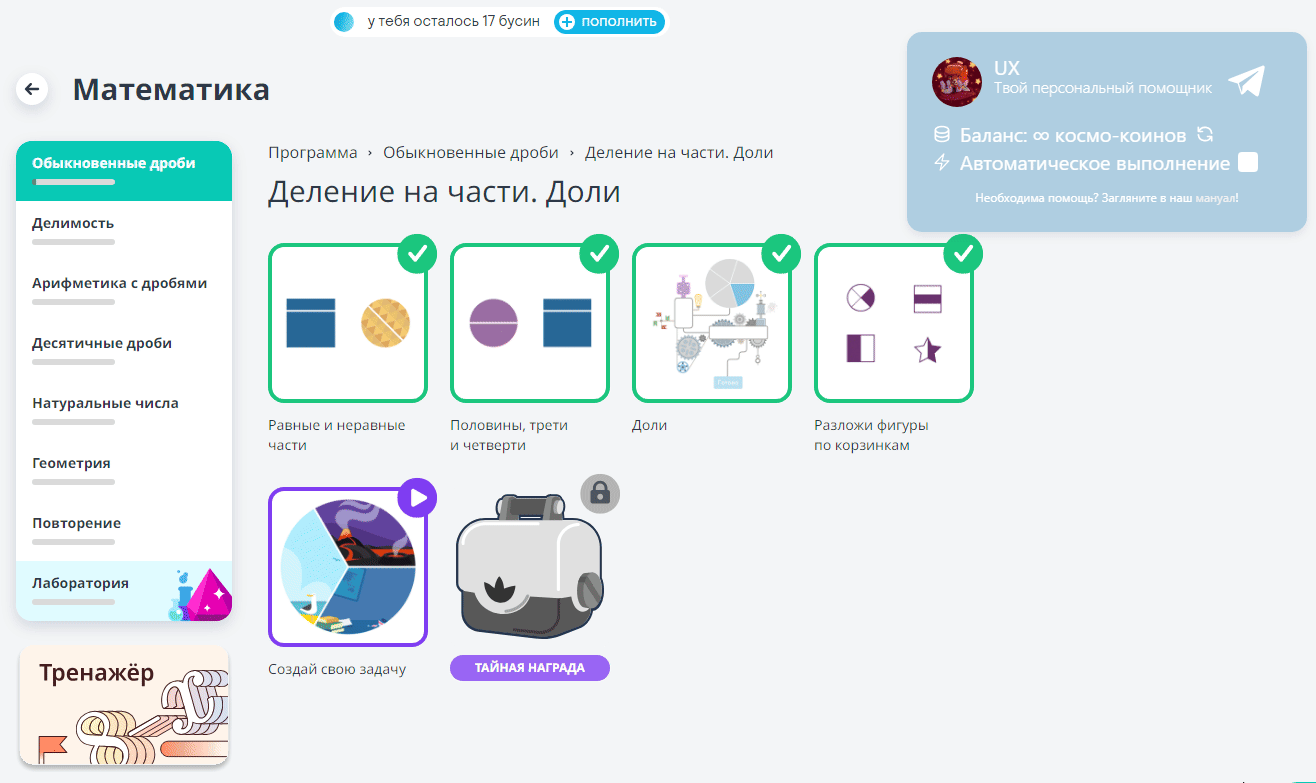 у тебя осталось 17 бусин
ПОПОЛНИТЬ
Математика
UX
Твой персональный помощник
Баланс: ∞ космо-коинов
Автоматическое выполнение
Необходима помощь? Загляните в наш мануал!
Обыкновенные дроби
Делимость
Арифметика с дробями
Десятичные дроби
Натуральные числа
Геометрия
Повторение
Лаборатория
Тренажёр
Программа › Обыкновенные дроби › Деление на части. Доли
Деление на части. Доли
Готово
Равные и неравные
части
Половины, трети
и четверти
Доли
Разложи фигуры
по корзинкам
Создай свою задачу
ТАЙНАЯ НАГРАДА